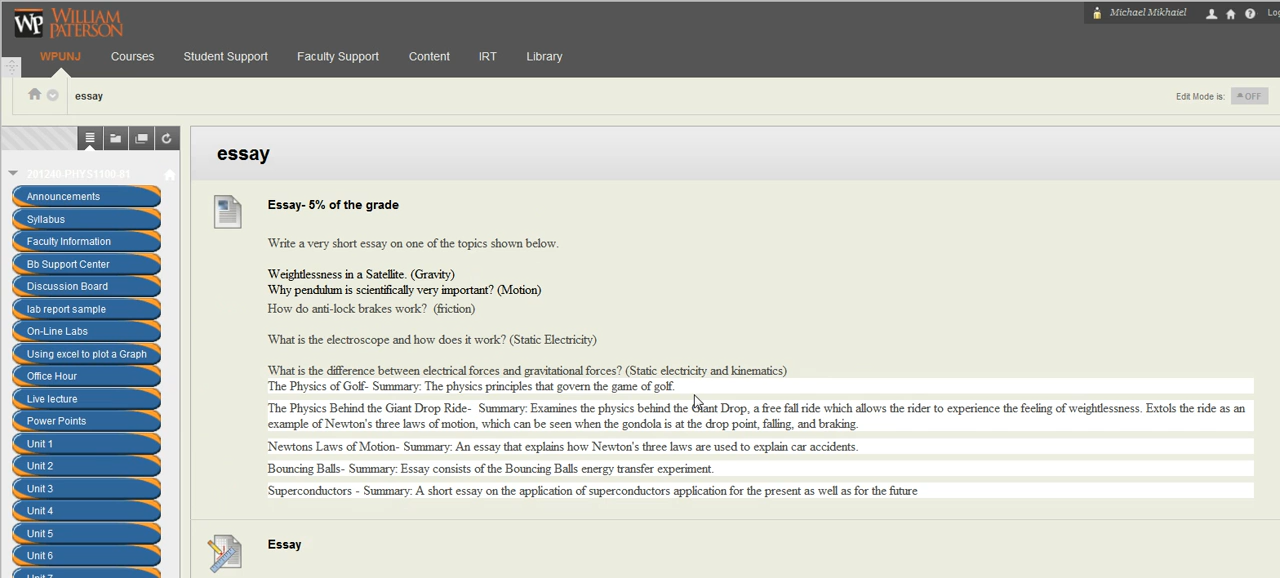 WP WILLIAM PATERSON
Michael Mikhaiel
WPUNJ Courses Student Support Faculty Support Content IRT Library
essay
Edit Mode is: OFF
essay
201240-PHYS1100-81
Announcements
Syllabus
Faculty Information
Bb Support Center
Discussion Board
lab report sample
On-Line Labs
Using excel to plot a Graph
Office Hour
Live lecture
Power Points
Unit 1
Unit 2
Unit 3
Unit 4
Unit 5
Unit 6
Essay- 5% of the grade
Write a very short essay on one of the topics shown below.
Weightlessness in a Satellite. (Gravity)
Why pendulum is scientifically very important? (Motion)
How do anti-lock brakes work? (friction)
What is the electroscope and how does it work? (Static Electricity)
What is the difference between electrical forces and gravitational forces? (Static electricity and kinematics)
The Physics of Golf- Summary: The physics principles that govern the game of golf.
The Physics Behind the Giant Drop Ride- Summary: Examines the physics behind the Giant Drop, a free fall ride which allows the rider to experience the feeling of weightlessness. Extols the ride as an
example of Newton's three laws of motion, which can be seen when the gondola is at the drop point, falling, and braking.
Newtons Laws of Motion- Summary: An essay that explains how Newton's three laws are used to explain car accidents.
Bouncing Balls- Summary: Essay consists of the Bouncing Balls energy transfer experiment.
Superconductors - Summary: A short essay on the application of superconductors application for the present as well as for the future
Essay